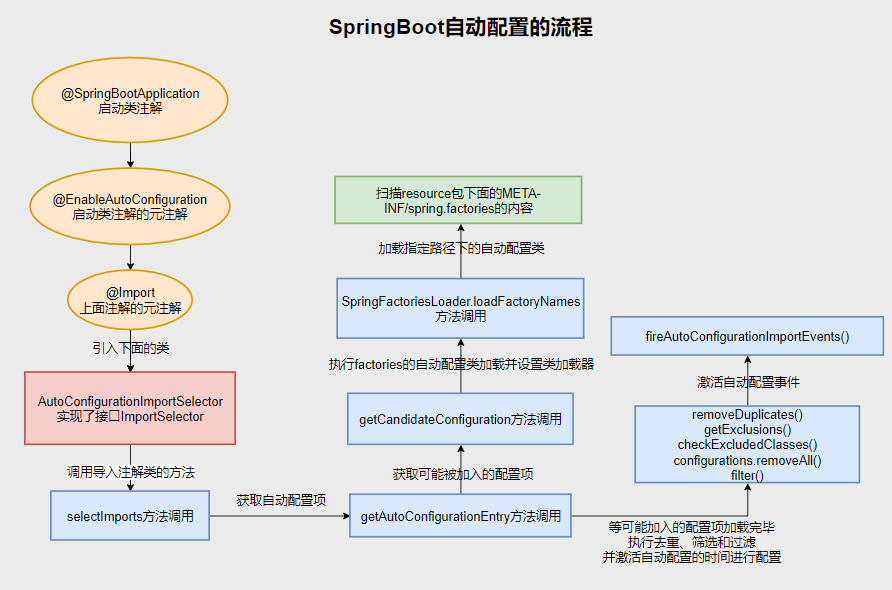 SpringBoot自动配置的流程
@SpringBootApplication
启动类注解
@EnableAutoConfiguration
启动类注解的元注解
@Import
上面注解的元注解
引入下面的类
AutoConfigurationImportSelector
实现了接口ImportSelector
调用导入注解类的方法
selectImports方法调用
获取自动配置项
getAutoConfigurationEntry方法调用
获取可能被加入的配置项
getCandidateConfiguration方法调用
执行factories的自动配置类加载并设置类加载器
SpringFactoriesLoader.loadFactoryNames
方法调用
加载指定路径下的自动配置类
扫描resource包下面的META-
INF/spring.factories的内容
等可能加入的配置项加载完毕
执行去重、筛选和过滤
并激活自动配置的时间进行配置
removeDuplicates()
getExclusions()
checkExcludedClasses()
configurations.removeAll()
filter()
激活自动配置事件
fireAutoConfigurationImportEvents()